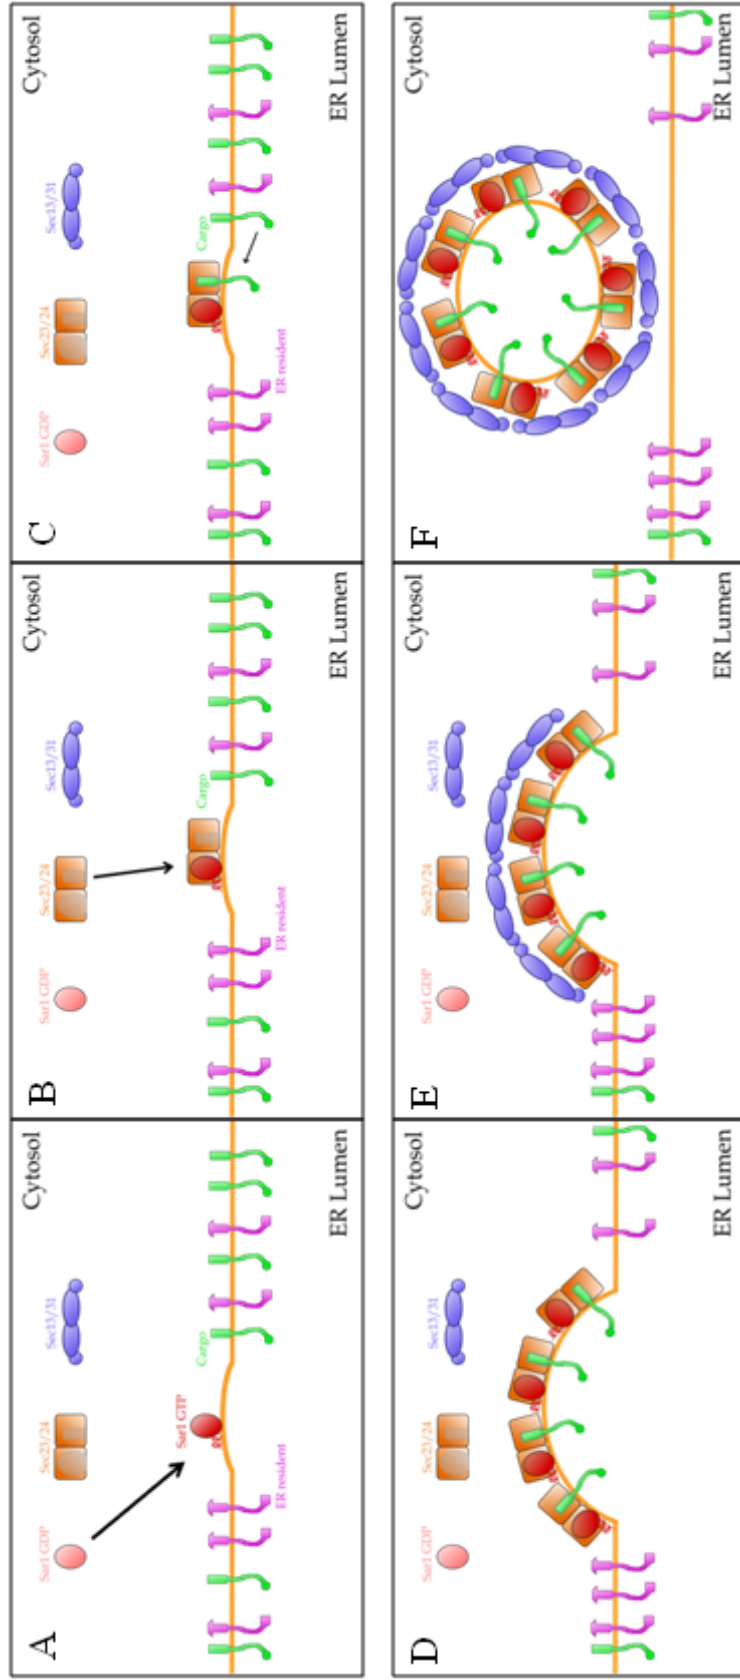 A
Cytosol
Sar1 GDP
Sec23/24
Sec13/31
Sar1 GTP
Cargo
ER resident
ER Lumen
B
Cytosol
Sar1 GDP
Sec23/24
Sec13/31
Cargo
ER resident
ER Lumen
C
Cytosol
Sar1 GDP
Sec23/24
Sec13/31
Cargo
ER resident
ER Lumen
D
Cytosol
Sar1 GDP
Sec23/24
Sec13/31
ER Lumen
E
Cytosol
Sar1 GDP
Sec23/24
Sec13/31
ER Lumen
F
Cytosol
ER Lumen